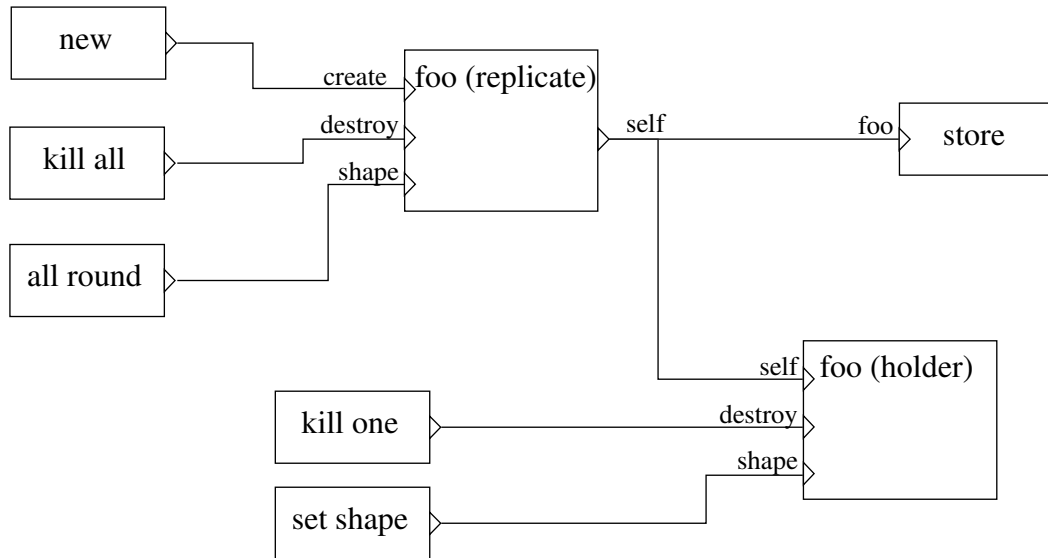 new
create
foo (replicate)
destroy
self
foo
store
kill all
shape
all round
self
foo (holder)
kill one
destroy
shape
set shape